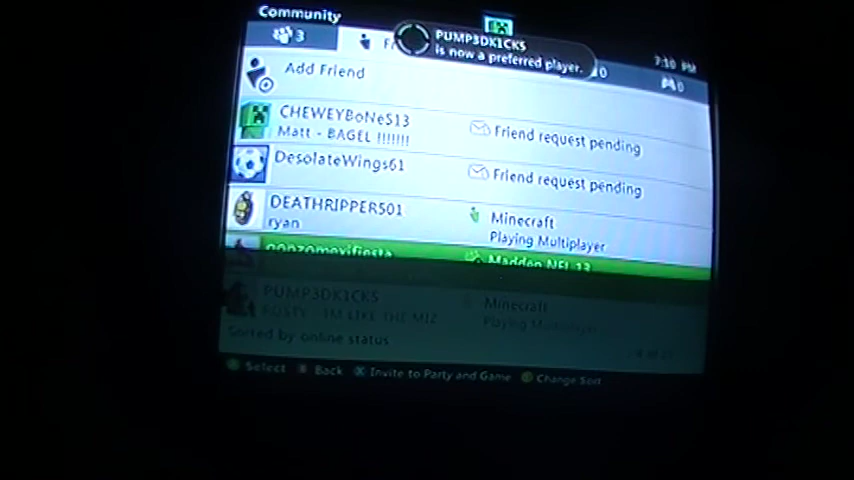 Community
PUMP3DK1CKS
is now a preferred player.
7:10 PM
3
0
0
Add Friend
CHEWEYBoNeS13
Matt - BAGEL !!!!!!!
Friend request pending
DesolateWings61
Friend request pending
DEATHRIPPER501
ryan
Minecraft
Playing Multiplayer
gonzomexifiesta
Madden NFL 13
PUMP3DK1CKS
Minecraft
Playing Multiplayer
Sorted by online status
Select Back Invite to Party and Game Change Sort